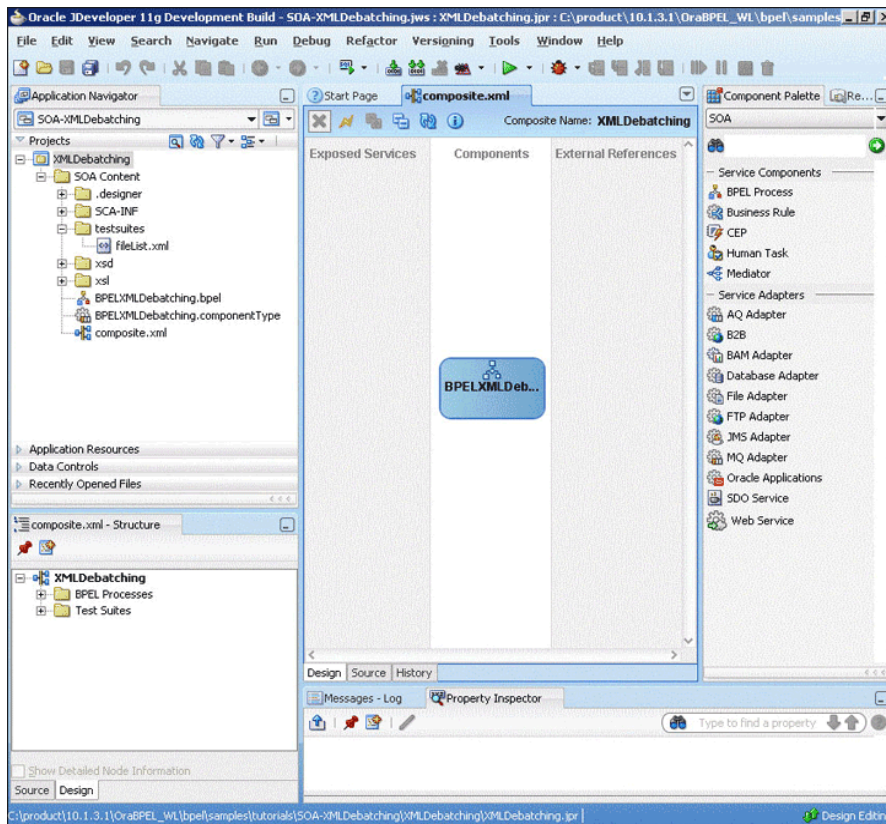 Oracle JDeveloper 11g Development Build - SOA-XMLDebatching.jws : XMLDebatching.jpr : C:\product\10.1.3.1\OraBPEL_WL\bpel\samples
File Edit View Search Navigate Run Debug Refactor Versioning Tools Window Help
Application Navigator
SOA-XMLDebatching
Projects
XMLDebatching
SOA Content
.designer
SCA-INF
testsuites
fileList.xml
xsd
xsl
BPELXMLDebatching.bpel
BPELXMLDebatching.componentType
composite.xml
Application Resources
Data Controls
Recently Opened Files
composite.xml - Structure
XMLDebatching
BPEL Processes
Test Suites
Show Detailed Node Information
Source Design
Start Page composite.xml
Composite Name: XMLDebatching
Exposed Services Components External References
BPELXMLDeb...
Design Source History
Messages - Log Property Inspector
Type to find a property
Component Palette Re...
SOA
Service Components
BPEL Process
Business Rule
CEP
Human Task
Mediator
Service Adapters
AQ Adapter
B2B
BAM Adapter
Database Adapter
File Adapter
FTP Adapter
JMS Adapter
MQ Adapter
Oracle Applications
SDO Service
Web Service
C:\product\10.1.3.1\OraBPEL_WL\bpel\samples\tutorials\SOA-XMLDebatching\XMLDebatching\XMLDebatching.jpr Design Editin